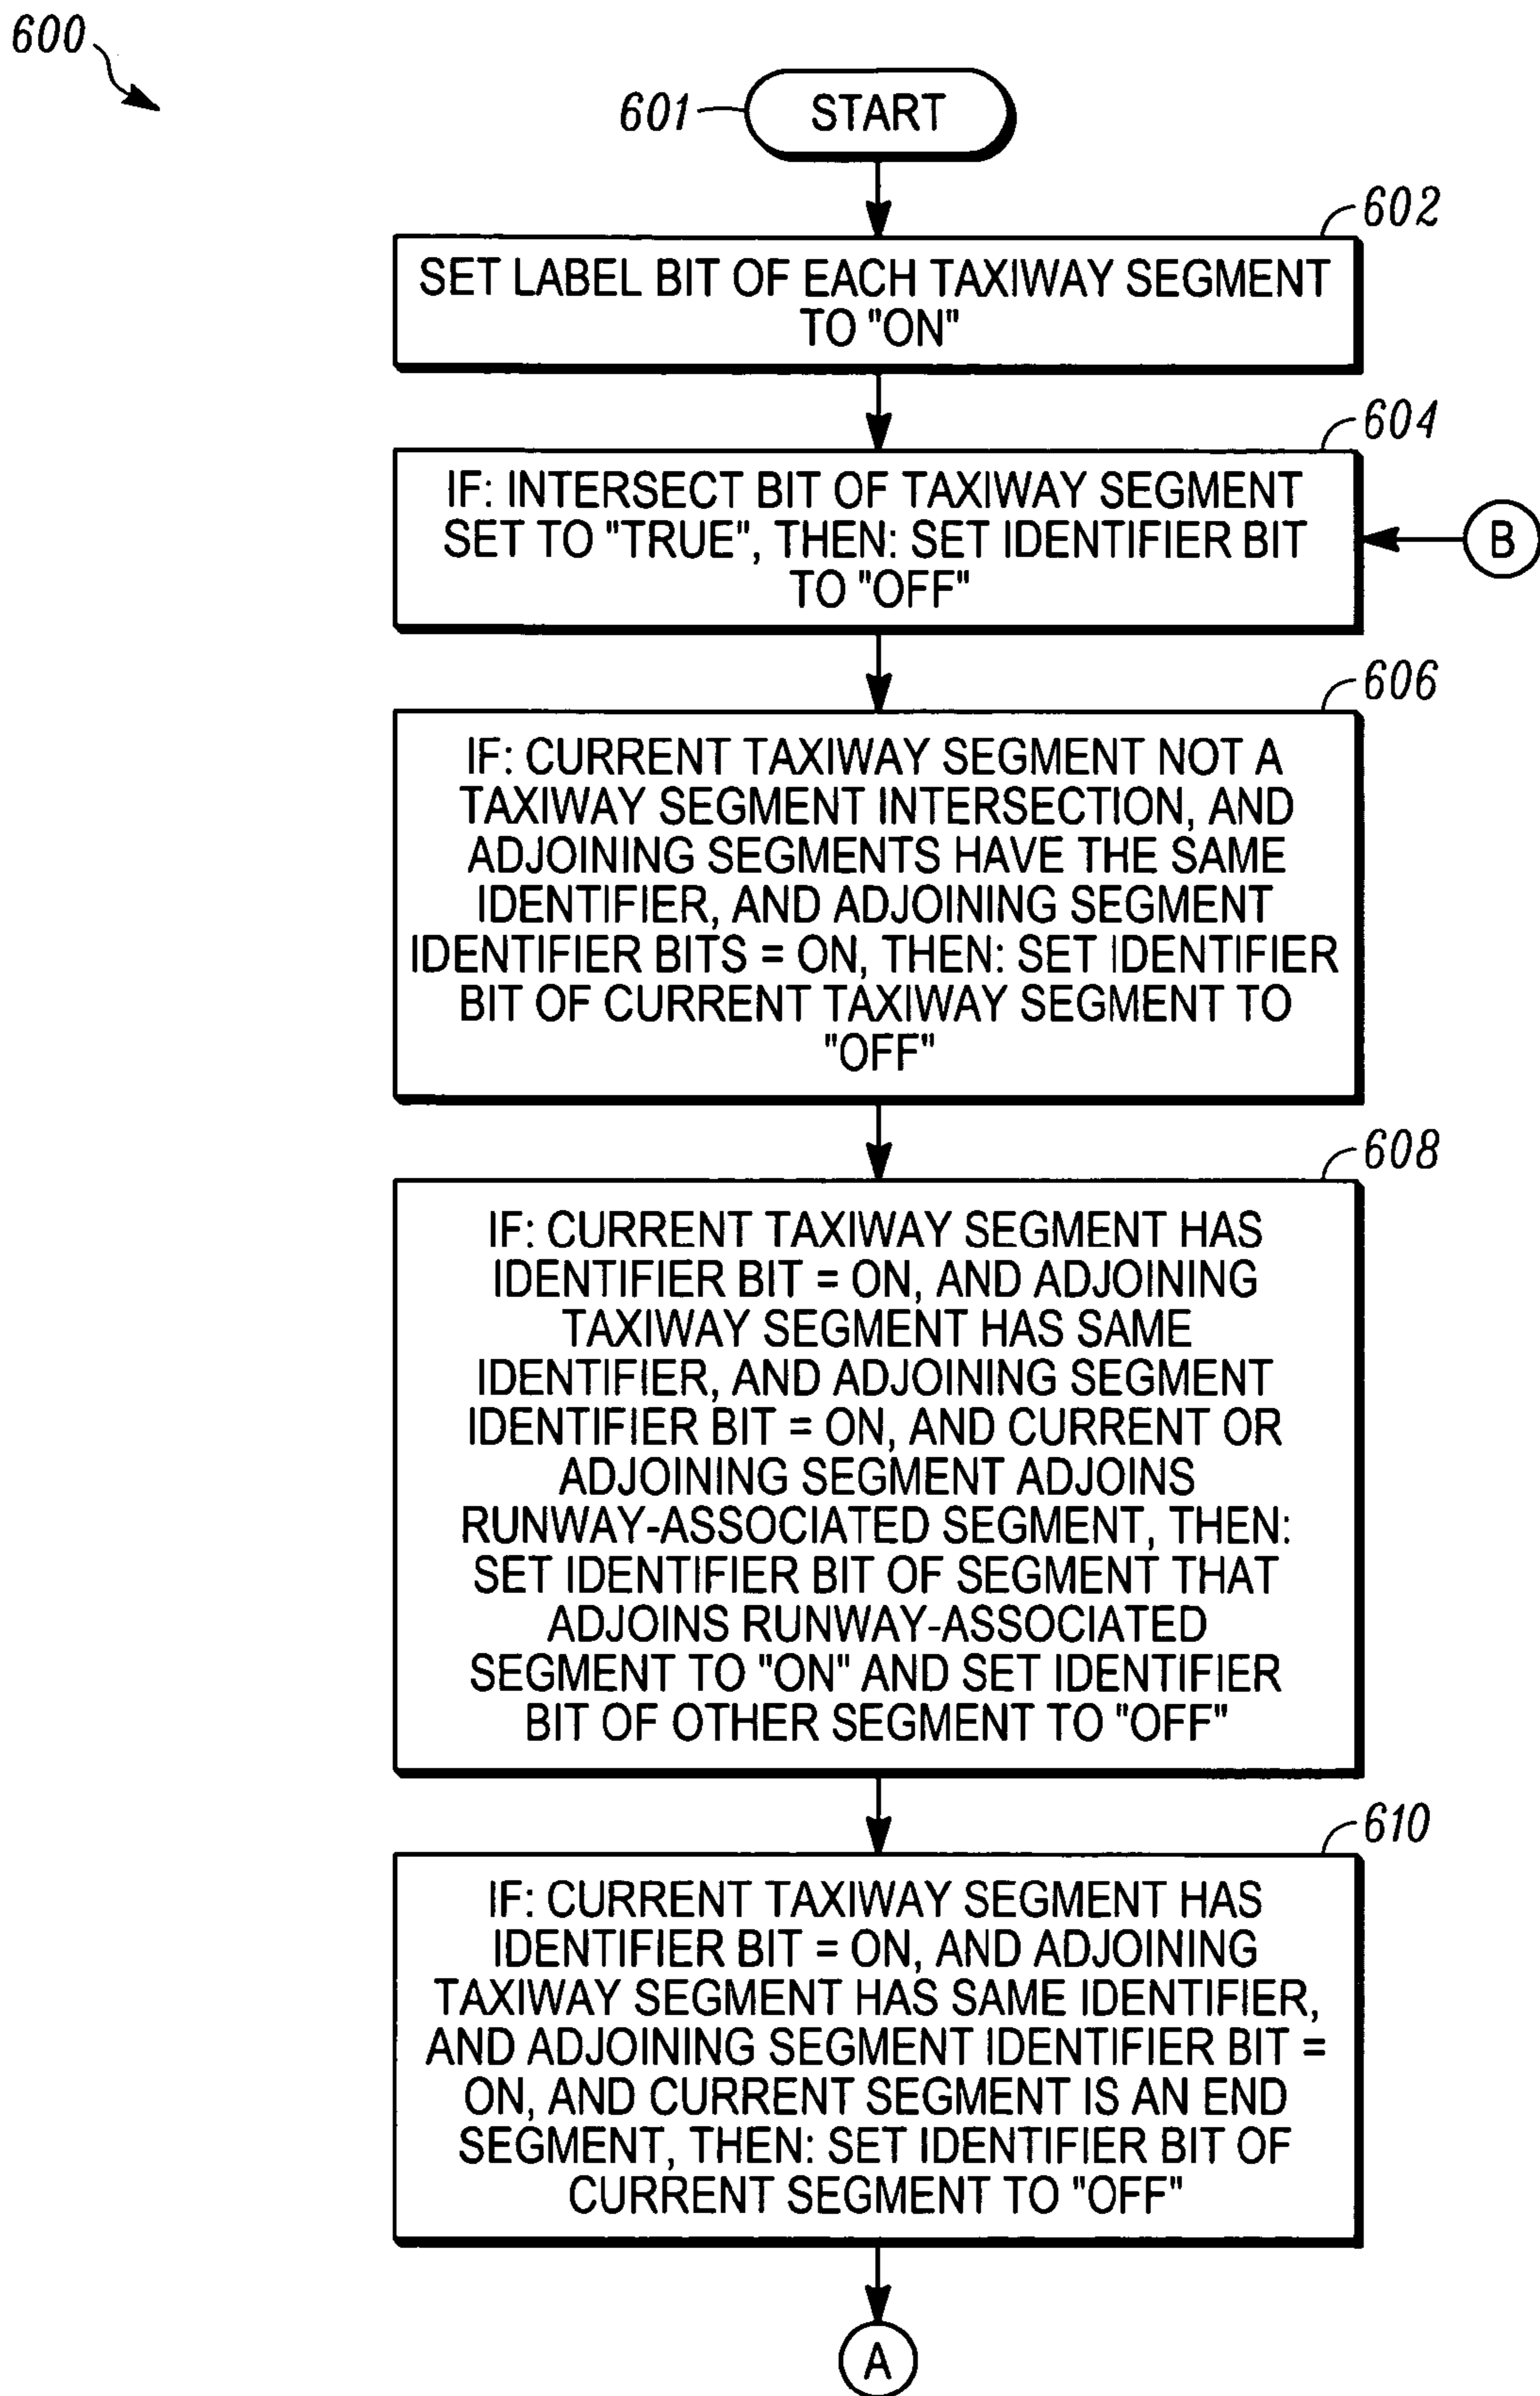 600
601
START
602
SET LABEL BIT OF EACH TAXIWAY SEGMENT
TO "ON"
604
IF: INTERSECT BIT OF TAXIWAY SEGMENT
SET TO "TRUE", THEN: SET IDENTIFIER BIT
TO "OFF"
B
606
IF: CURRENT TAXIWAY SEGMENT NOT A
TAXIWAY SEGMENT INTERSECTION, AND
ADJOINING SEGMENTS HAVE THE SAME
IDENTIFIER, AND ADJOINING SEGMENT
IDENTIFIER BITS = ON, THEN: SET IDENTIFIER
BIT OF CURRENT TAXIWAY SEGMENT TO
"OFF"
608
IF: CURRENT TAXIWAY SEGMENT HAS
IDENTIFIER BIT = ON, AND ADJOINING
TAXIWAY SEGMENT HAS SAME
IDENTIFIER, AND ADJOINING SEGMENT
IDENTIFIER BIT = ON, AND CURRENT OR
ADJOINING SEGMENT ADJOINS
RUNWAY-ASSOCIATED SEGMENT, THEN:
SET IDENTIFIER BIT OF SEGMENT THAT
ADJOINS RUNWAY-ASSOCIATED
SEGMENT TO "ON" AND SET IDENTIFIER
BIT OF OTHER SEGMENT TO "OFF"
610
IF: CURRENT TAXIWAY SEGMENT HAS
IDENTIFIER BIT = ON, AND ADJOINING
TAXIWAY SEGMENT HAS SAME IDENTIFIER,
AND ADJOINING SEGMENT IDENTIFIER BIT =
ON, AND CURRENT SEGMENT IS AN END
SEGMENT, THEN: SET IDENTIFIER BIT OF
CURRENT SEGMENT TO "OFF"
A